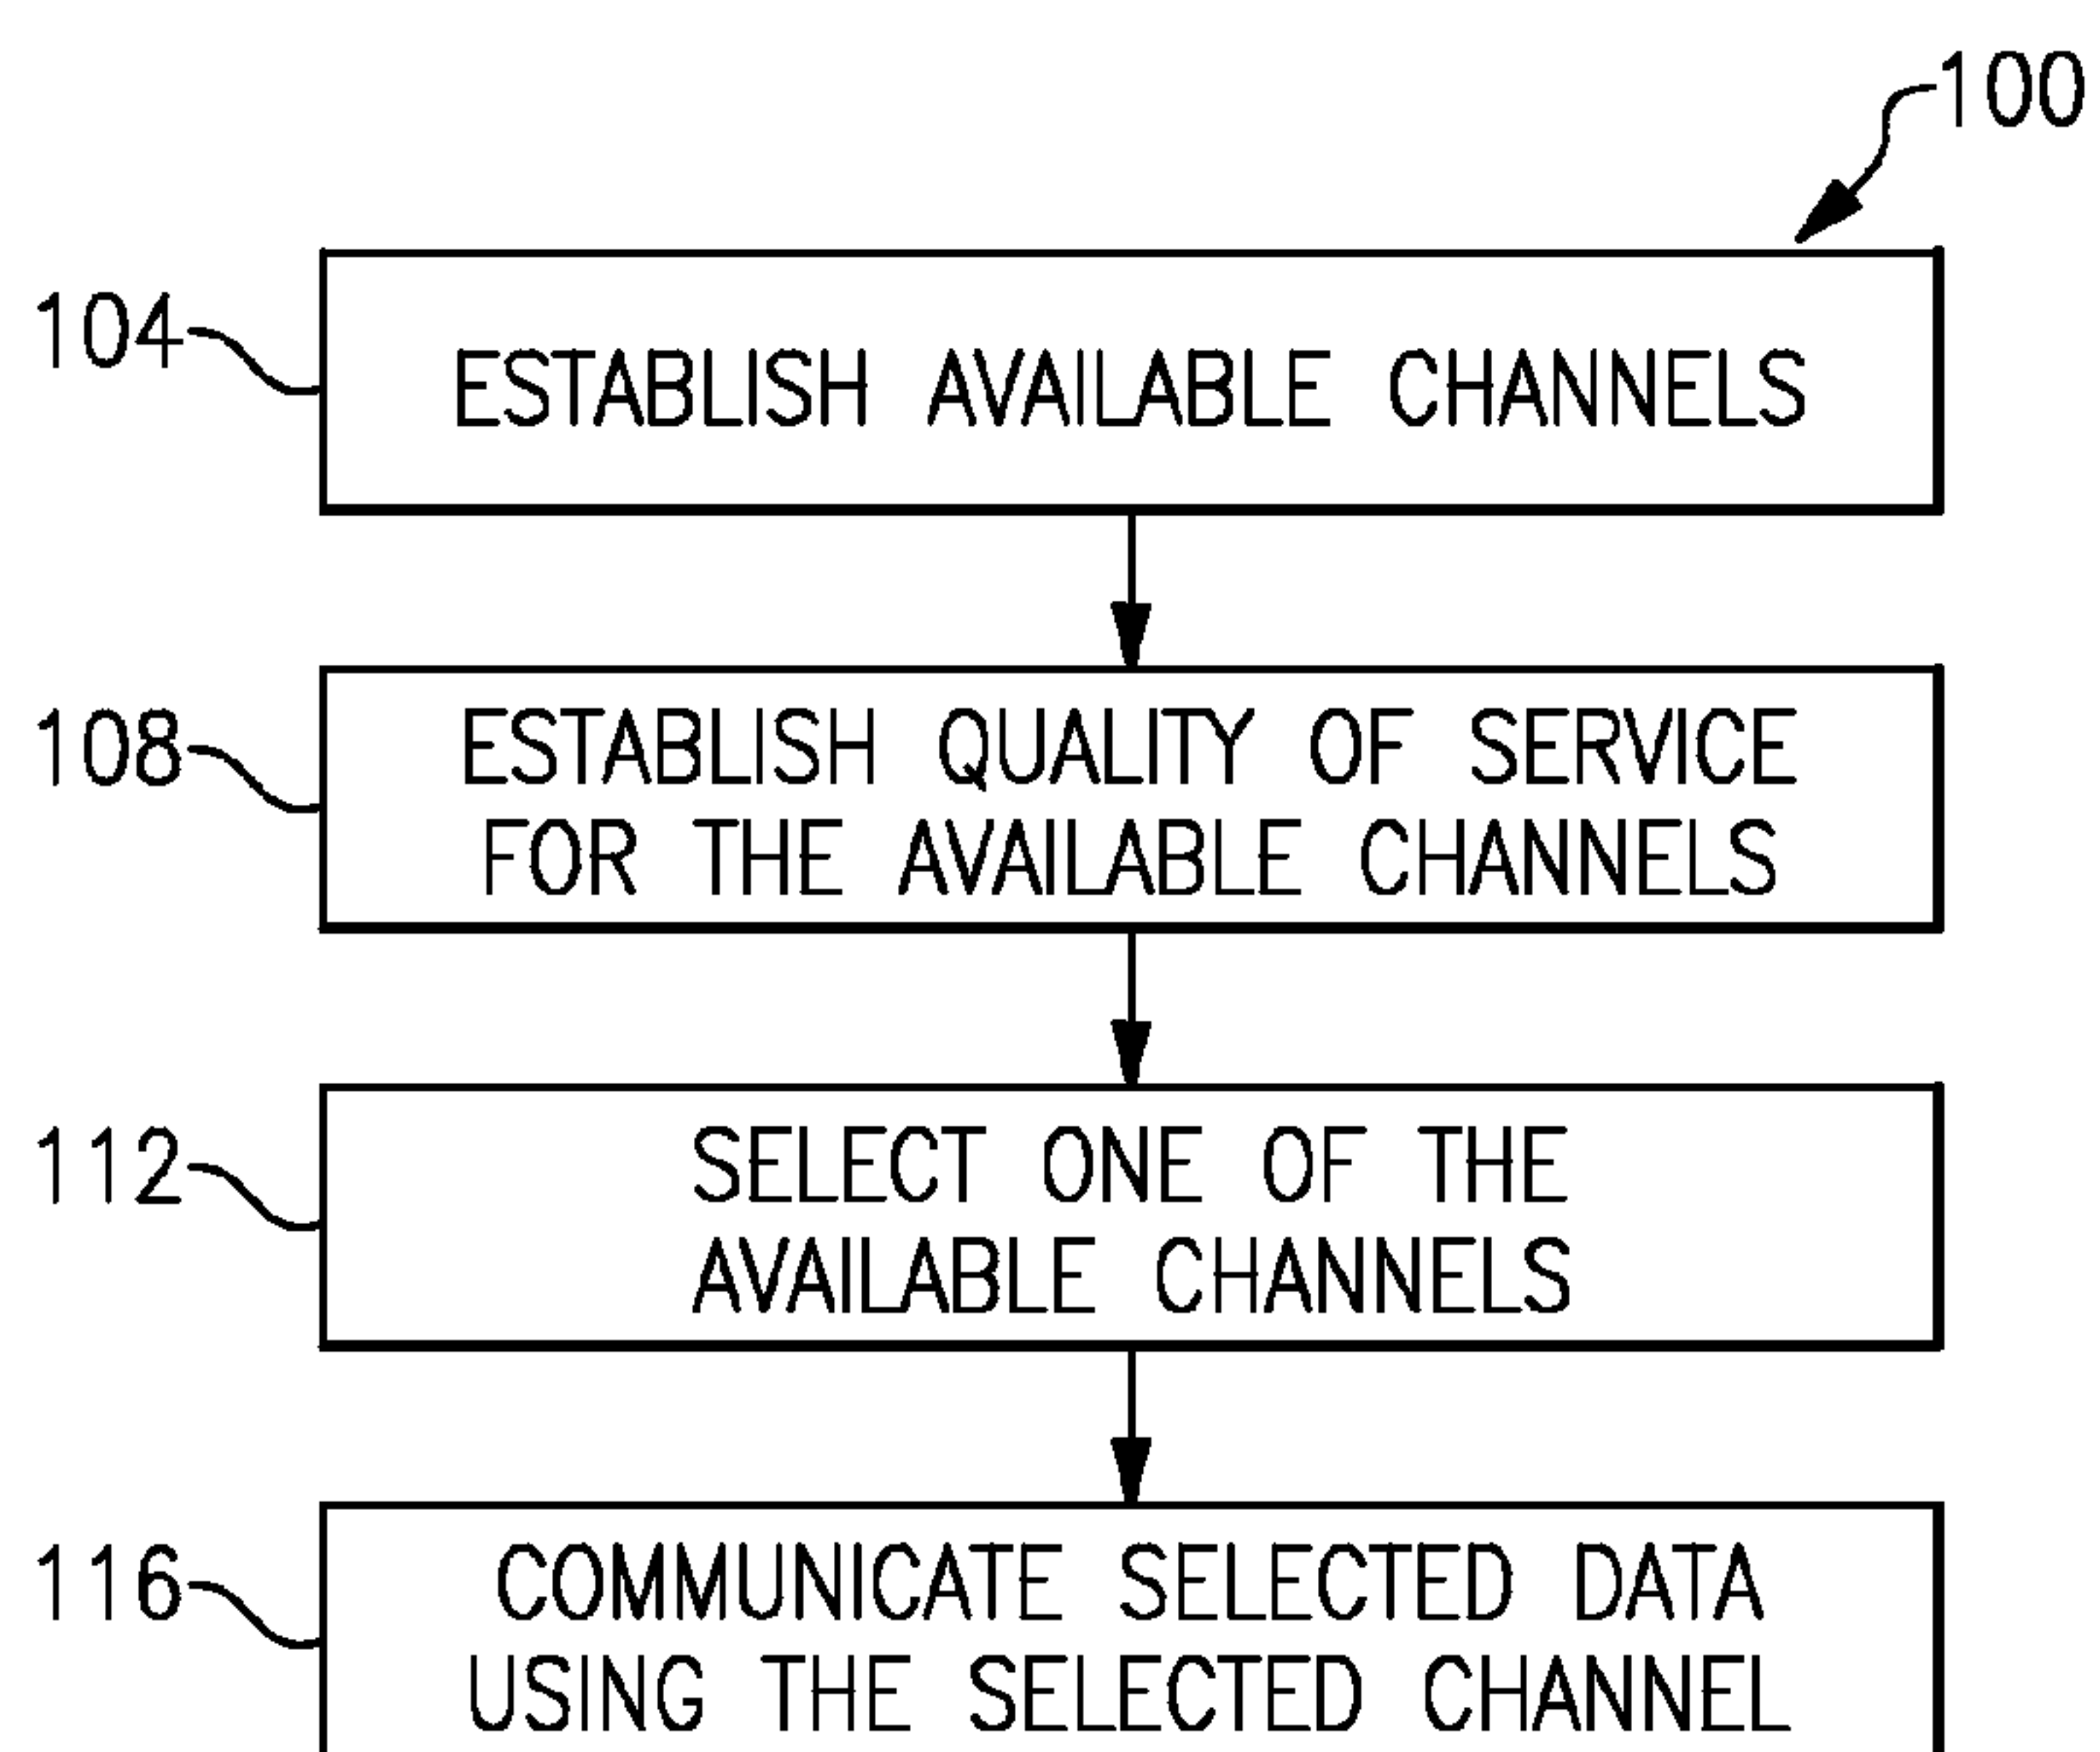 100
104
ESTABLISH AVAILABLE CHANNELS
108
ESTABLISH QUALITY OF SERVICE
FOR THE AVAILABLE CHANNELS
112
SELECT ONE OF THE
AVAILABLE CHANNELS
116
COMMUNICATE SELECTED DATA
USING THE SELECTED CHANNEL